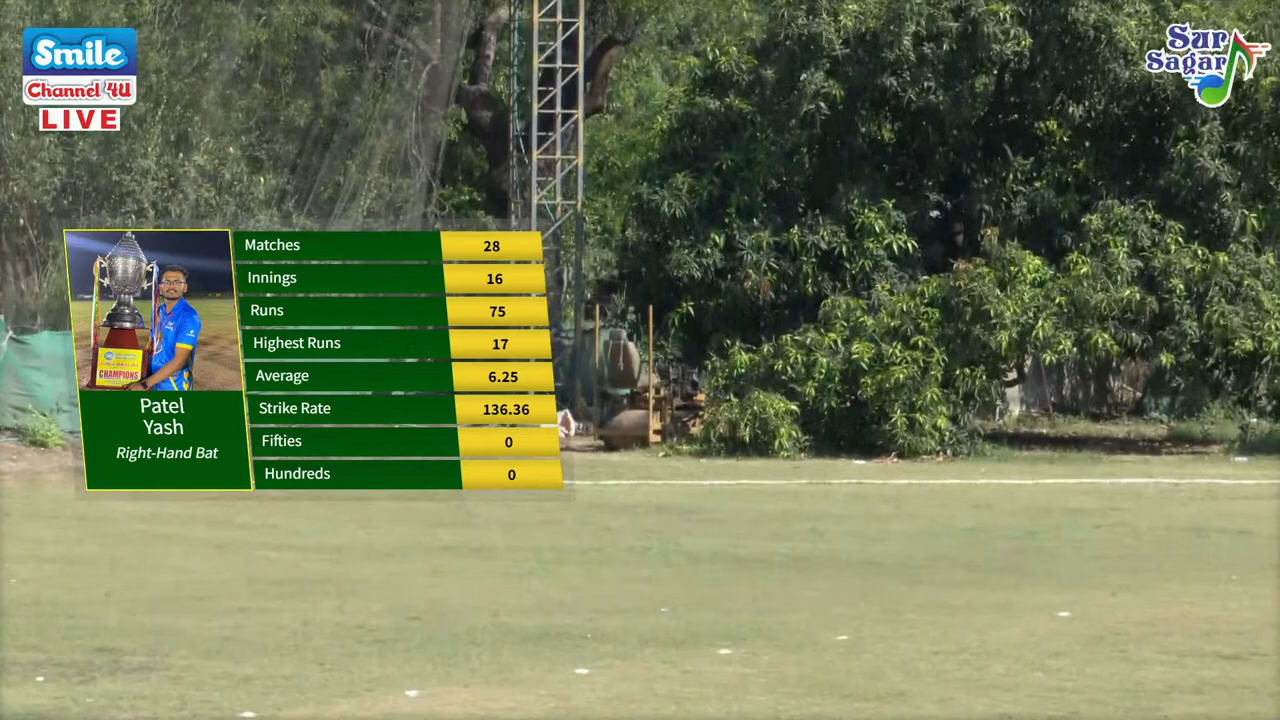 Smile
Channel 4U
LIVE
Sur
Sagar
CHAMPIONS
Patel
Yash
Right-Hand Bat
Matches 28
Innings 16
Runs 75
Highest Runs 17
Average 6.25
Strike Rate 136.36
Fifties 0
Hundreds 0